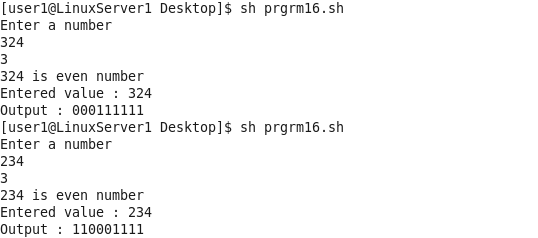 [user1@LinuxServer1 Desktop]$ sh prgrm16.sh
Enter a number
324
3
324 is even number
Entered value : 324
Output : 000111111
[user1@LinuxServer1 Desktop]$ sh prgrm16.sh
Enter a number
234
3
234 is even number
Entered value : 234
Output : 110001111